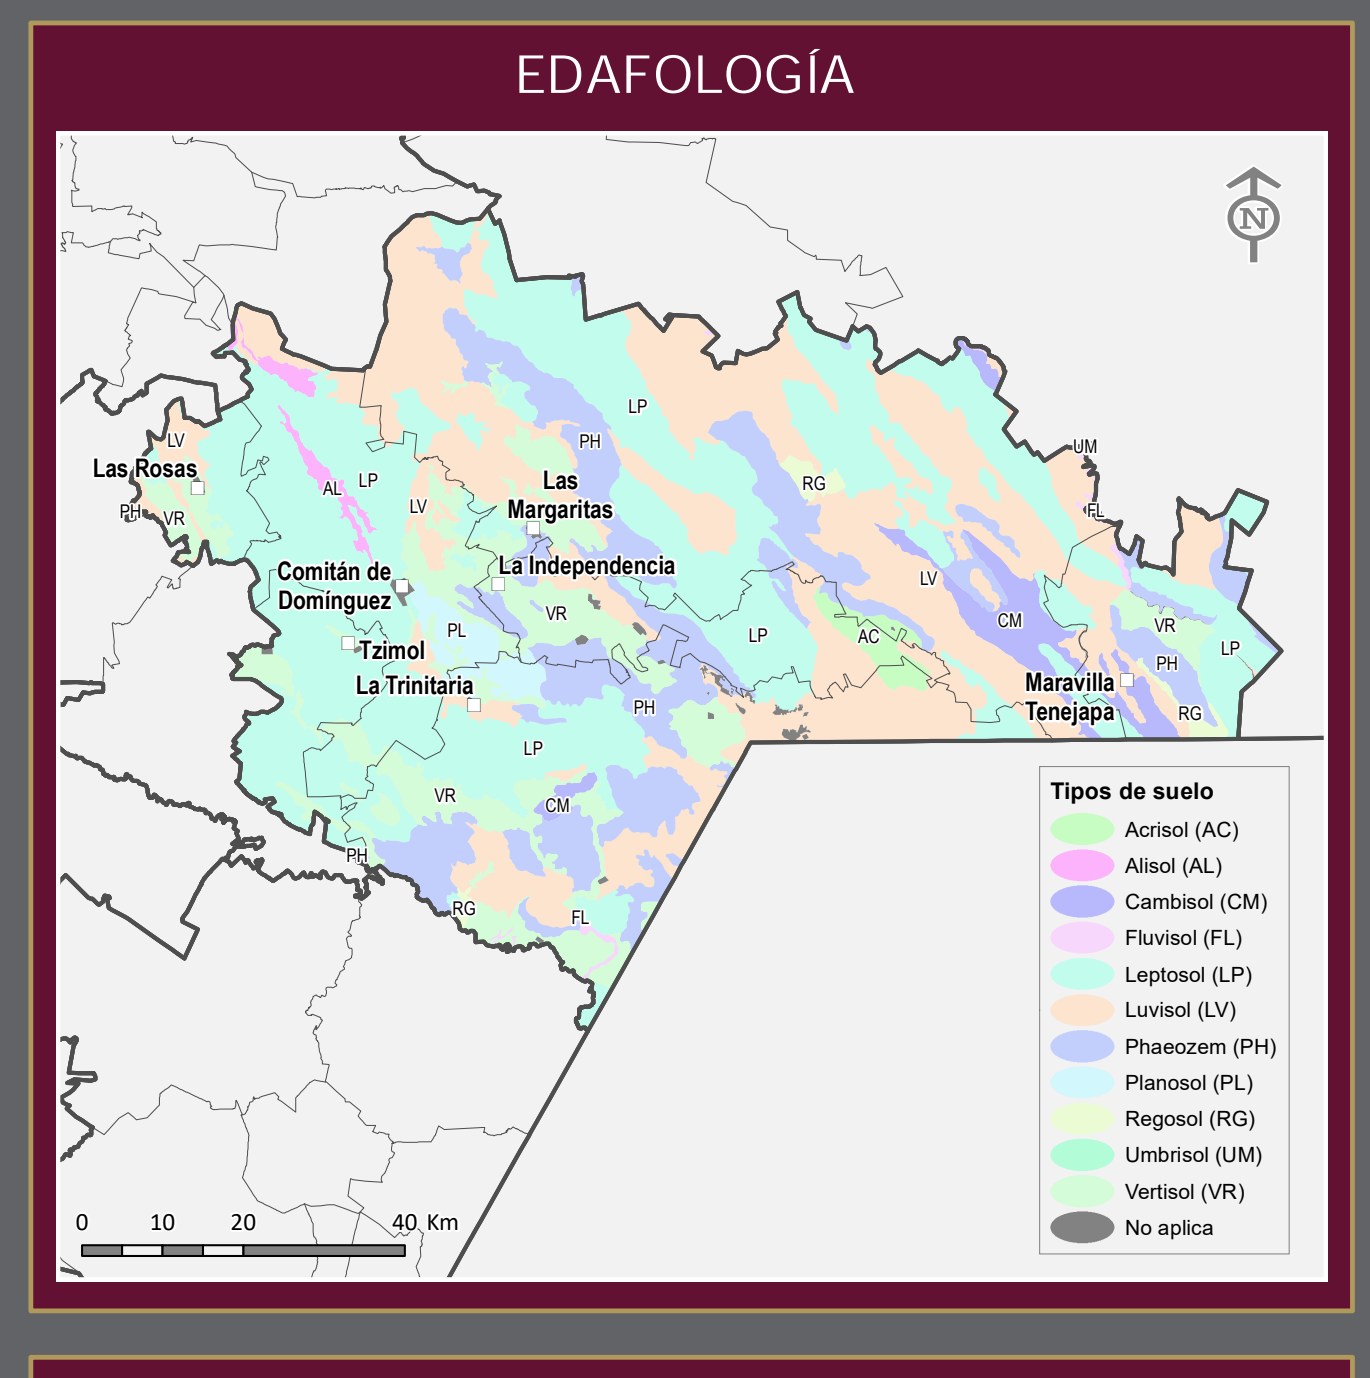 EDAFOLOGÍA
N
LP
PH
LV
Las Rosas
AL
LP
LV
Las
Margaritas
RG
UM
FL
PH
VR
Comitán de
Domínguez
La Independencia
LV
VR
CM
PL
LP
AC
VR
Tzimol
LP
PH
La Trinitaria
Maravilla
Tenejapa
PH
RG
LP
VR
CM
PH
RG
FL
Tipos de suelo
Acrisol (AC)
Alisol (AL)
Cambisol (CM)
Fluvisol (FL)
Leptosol (LP)
Luvisol (LV)
Phaeozem (PH)
Planosol (PL)
Regosol (RG)
Umbrisol (UM)
Vertisol (VR)
No aplica
0 10 20 40 Km